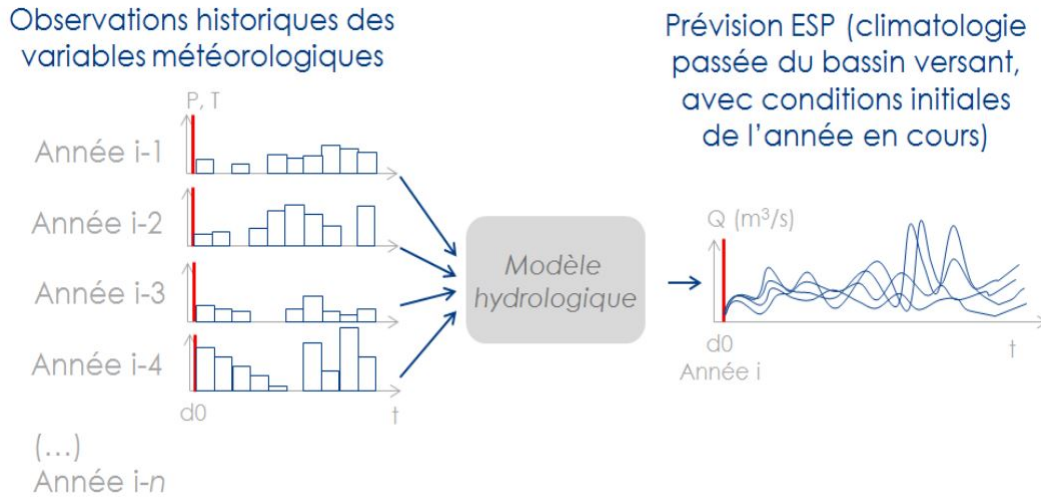 Observations historiques des
variables météorologiques
P, T
Année i-1
Année i-2
Année i-3
Année i-4
d0
t
(...)
Année i-n
Modèle
hydrologique
Prévision ESP (climatologie
passée du bassin versant,
avec conditions initiales
de l'année en cours)
Q (m³/s)
d0
t
Année i